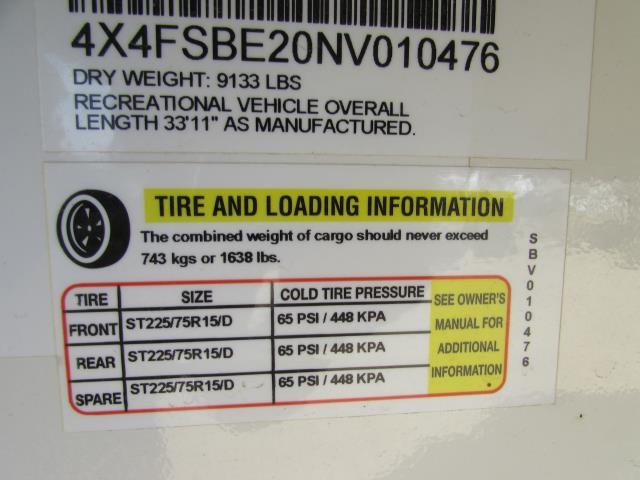 4X4FSBE20NV010476
DRY WEIGHT: 9133 LBS
RECREATIONAL VEHICLE OVERALL
LENGTH 33'11" AS MANUFACTURED.
TIRE AND LOADING INFORMATION
The combined weight of cargo should never exceed
743 kgs or 1638 lbs.
TIRE SIZE COLD TIRE PRESSURE
FRONT ST225/75R15/D 65 PSI / 448 KPA
REAR ST225/75R15/D 65 PSI / 448 KPA
SPARE ST225/75R15/D 65 PSI / 448 KPA
SEE OWNER'S
MANUAL FOR
ADDITIONAL
INFORMATION.
SBV010476